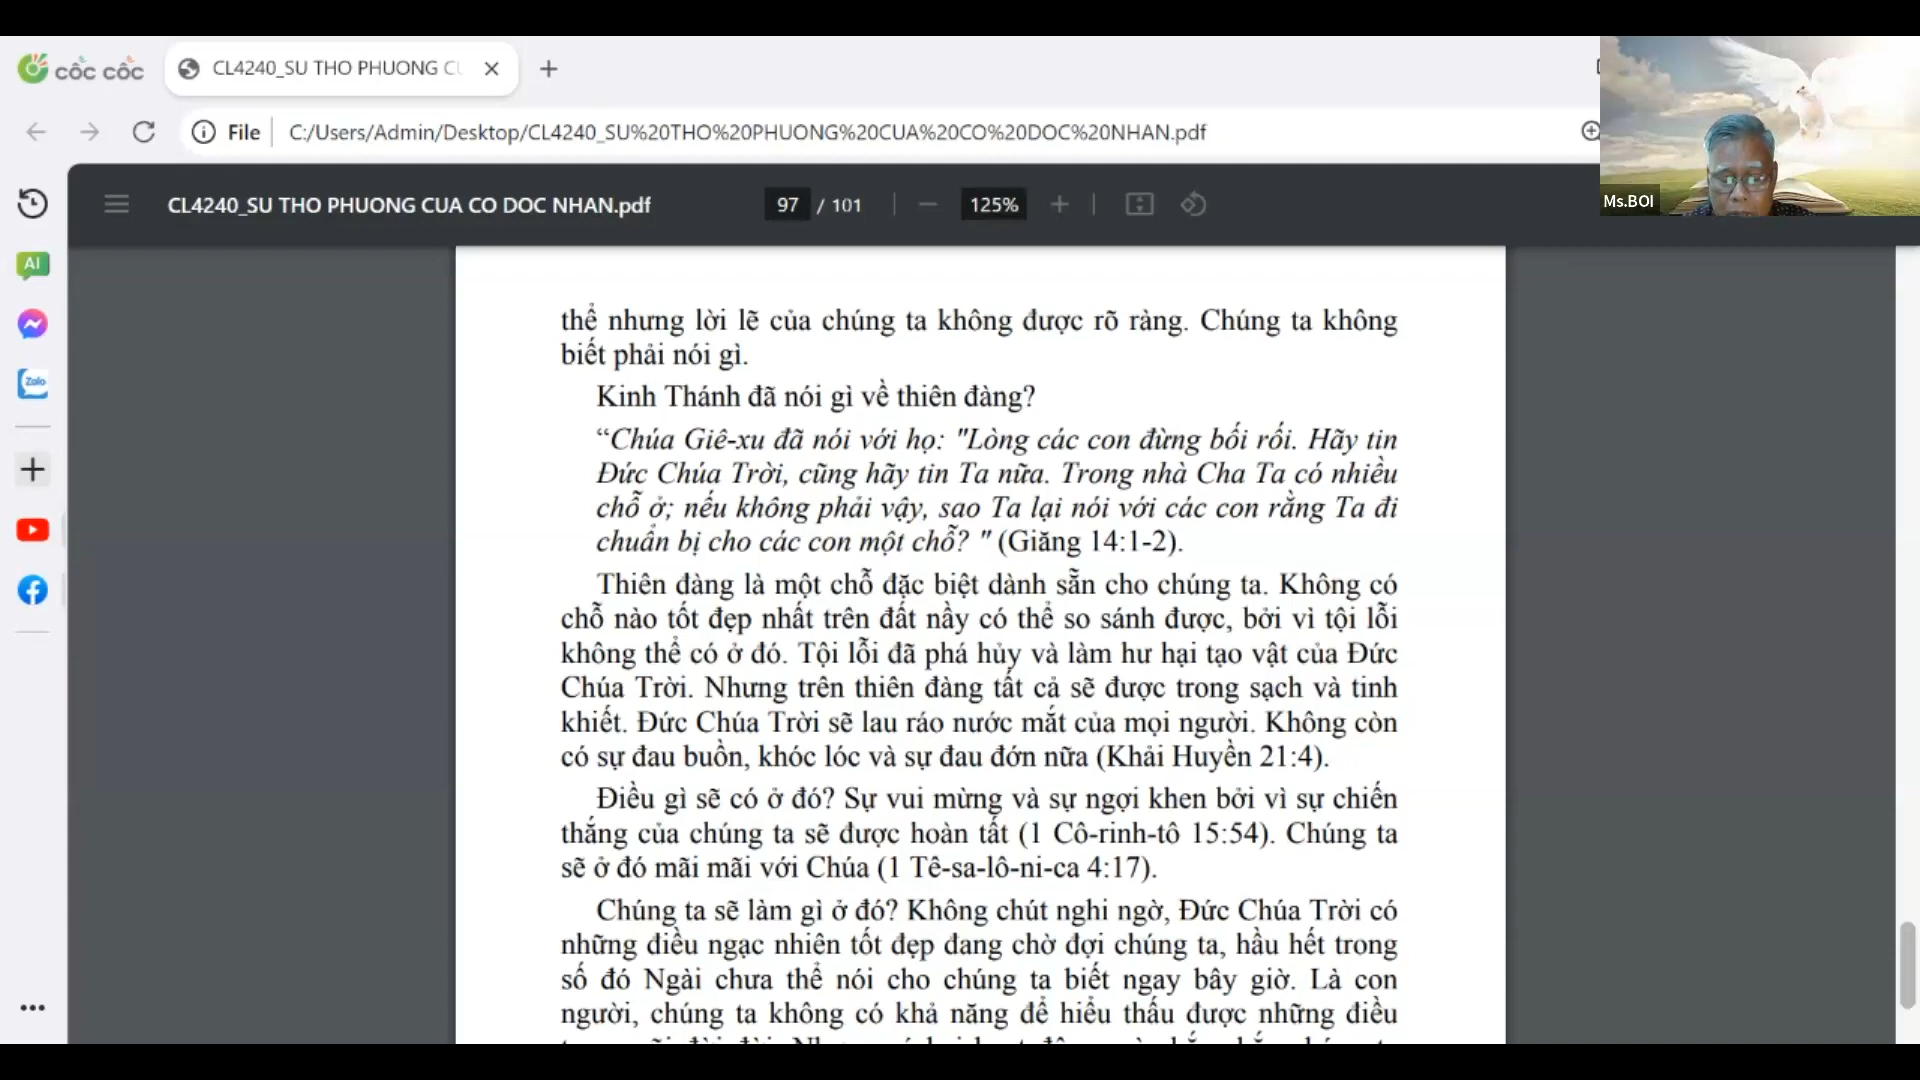 cốc cốc
CL4240_SU THO PHUONG CU
File
C:/Users/Admin/Desktop/CL4240_SU%20THO%20PHUONG%20CUA%20CO%20DOC%20NHAN.pdf
Ms.BOI
AI
CL4240_SU THO PHUONG CUA CO DOC NHAN.pdf
97 / 101
125%
Zalo
thể nhưng lời lẽ của chúng ta không được rõ ràng. Chúng ta không
biết phải nói gì.
Kinh Thánh đã nói gì về thiên đàng?
“Chúa Giê-xu đã nói với họ: "Lòng các con đừng bối rối. Hãy tin
Đức Chúa Trời, cũng hãy tin Ta nữa. Trong nhà Cha Ta có nhiều
chỗ ở; nếu không phải vậy, sao Ta lại nói với các con rằng Ta đi
chuẩn bị cho các con một chỗ? " (Giăng 14:1-2).
Thiên đàng là một chỗ đặc biệt dành sẵn cho chúng ta. Không có
chỗ nào tốt đẹp nhất trên đất nầy có thể so sánh được, bởi vì tội lỗi
không thể có ở đó. Tội lỗi đã phá hủy và làm hư hại tạo vật của Đức
Chúa Trời. Nhưng trên thiên đàng tất cả sẽ được trong sạch và tinh
khiết. Đức Chúa Trời sẽ lau ráo nước mắt của mọi người. Không còn
có sự đau buồn, khóc lóc và sự đau đớn nữa (Khải Huyền 21:4).
Điều gì sẽ có ở đó? Sự vui mừng và sự ngợi khen bởi vì sự chiến
thắng của chúng ta sẽ được hoàn tất (1 Cô-rinh-tô 15:54). Chúng ta
sẽ ở đó mãi mãi với Chúa (1 Tê-sa-lô-ni-ca 4:17).
Chúng ta sẽ làm gì ở đó? Không chút nghi ngờ, Đức Chúa Trời có
những điều ngạc nhiên tốt đẹp đang chờ đợi chúng ta, hầu hết trong
số đó Ngài chưa thể nói cho chúng ta biết ngay bây giờ. Là con
người, chúng ta không có khả năng để hiểu thấu được những điều